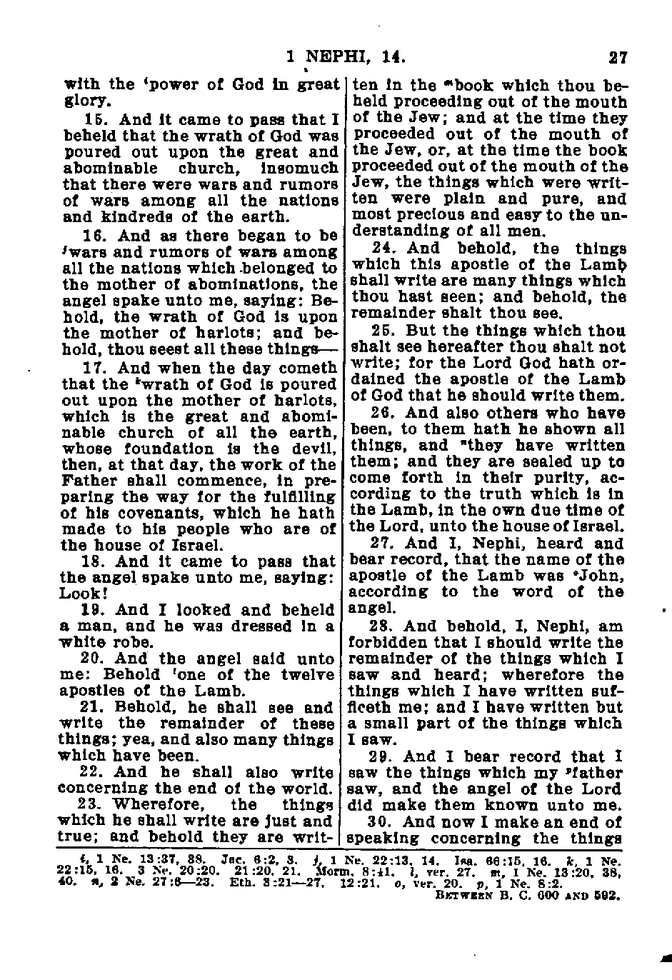 1 NEPHI, 14. 27
with the ⁱpower of God in great
glory.
15. And it came to pass that I
beheld that the wrath of God was
poured out upon the great and
abominable church, insomuch
that there were wars and rumors
of wars among all the nations
and kindreds of the earth.
16. And as there began to be
ʲwars and rumors of wars among
all the nations which belonged to
the mother of abominations, the
angel spake unto me, saying: Be-
hold, the wrath of God is upon
the mother of harlots; and be-
hold, thou seest all these things—
17. And when the day cometh
that the ᵏwrath of God is poured
out upon the mother of harlots,
which is the great and abomi-
nable church of all the earth,
whose foundation is the devil,
then, at that day, the work of the
Father shall commence, in pre-
paring the way for the fulfilling
of his covenants, which he hath
made to his people who are of
the house of Israel.
18. And it came to pass that
the angel spake unto me, saying:
Look!
19. And I looked and beheld
a man, and he was dressed in a
white robe.
20. And the angel said unto
me: Behold ˡone of the twelve
apostles of the Lamb.
21. Behold, he shall see and
write the remainder of these
things; yea, and also many things
which have been.
22. And he shall also write
concerning the end of the world.
23. Wherefore, the things
which he shall write are just and
true; and behold they are writ-
ten in the ᵐbook which thou be-
held proceeding out of the mouth
of the Jew; and at the time they
proceeded out of the mouth of
the Jew, or, at the time the book
proceeded out of the mouth of the
Jew, the things which were writ-
ten were plain and pure, and
most precious and easy to the un-
derstanding of all men.
24. And behold, the things
which this apostle of the Lamb
shall write are many things which
thou hast seen; and behold, the
remainder shalt thou see.
25. But the things which thou
shalt see hereafter thou shalt not
write; for the Lord God hath or-
dained the apostle of the Lamb
of God that he should write them.
26. And also others who have
been, to them hath he shown all
things, and ⁿthey have written
them; and they are sealed up to
come forth in their purity, ac-
cording to the truth which is in
the Lamb, in the own due time of
the Lord, unto the house of Israel.
27. And I, Nephi, heard and
bear record, that the name of the
apostle of the Lamb was ᵒJohn,
according to the word of the
angel.
28. And behold, I, Nephi, am
forbidden that I should write the
remainder of the things which I
saw and heard; wherefore the
things which I have written suf-
ficeth me; and I have written but
a small part of the things which
I saw.
29. And I bear record that I
saw the things which my ᵖfather
saw, and the angel of the Lord
did make them known unto me.
30. And now I make an end of
speaking concerning the things
i, 1 Ne. 13:37, 38. Jac. 6:2, 3. j, 1 Ne. 22:13, 14. Isa. 66:15, 16. k, 1 Ne.
22:15, 16. 3 Ne. 20:20. 21:20, 21. Morm. 8:41. l, ver. 27. m, 1 Ne. 13:20, 38,
40. n, 2 Ne. 27:6—23. Eth. 3:21—27. 12:21. o, ver. 20. p, 1 Ne. 8:2.
BETWEEN B. C. 600 AND 592.